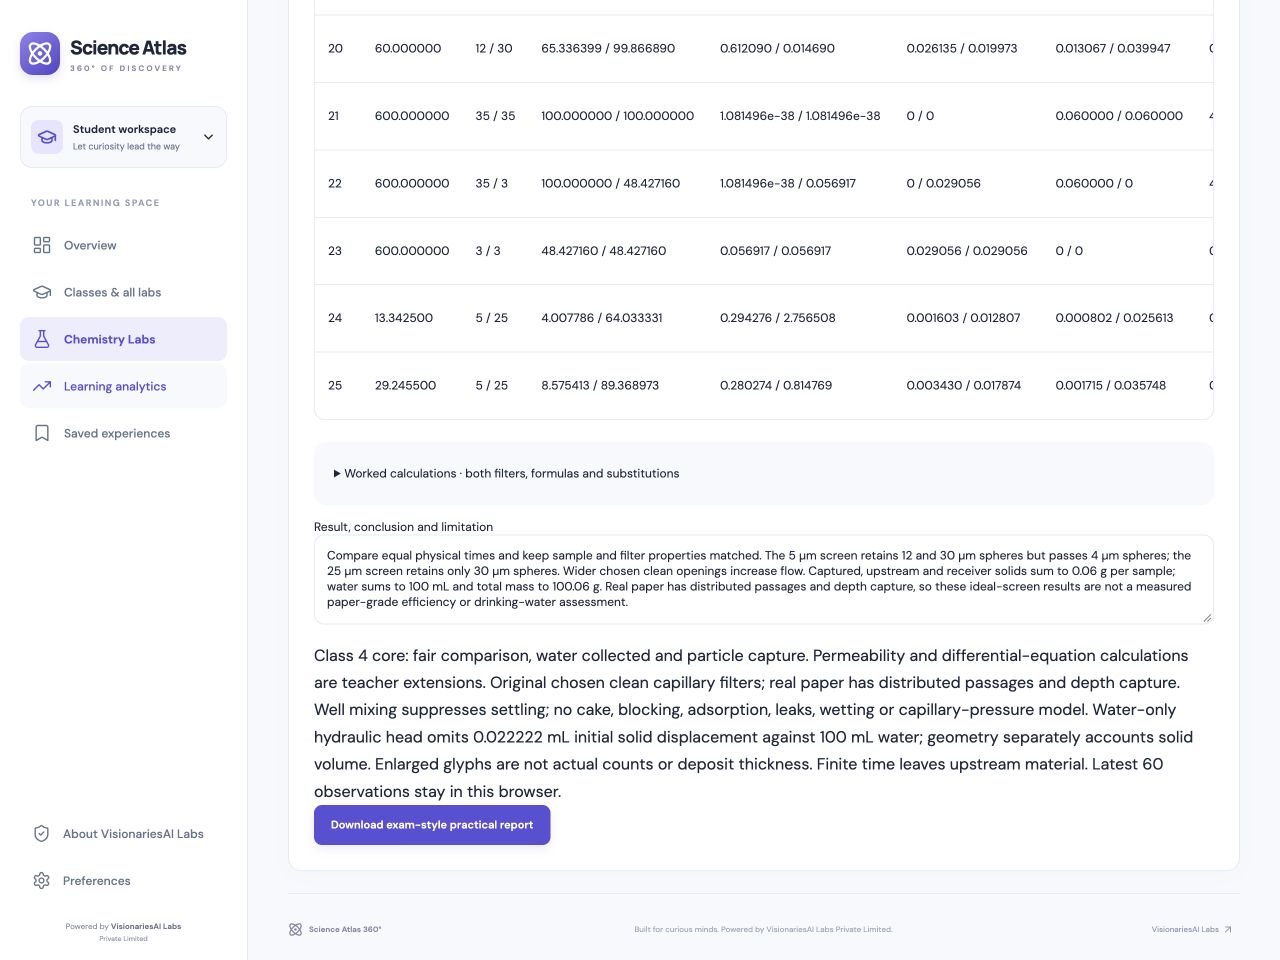 Science Atlas
360° OF DISCOVERY
Student workspace
Let curiosity lead the way
YOUR LEARNING SPACE
Overview
Classes & all labs
Chemistry Labs
Learning analytics
Saved experiences
About VisionariesAI Labs
Preferences
Powered by VisionariesAI Labs
Private Limited
20 60.000000 12 / 30 65.336399 / 99.866890 0.612090 / 0.014690 0.026135 / 0.019973 0.013067 / 0.039947
21 600.000000 35 / 35 100.000000 / 100.000000 1.081496e-38 / 1.081496e-38 0 / 0 0.060000 / 0.060000
22 600.000000 35 / 3 100.000000 / 48.427160 1.081496e-38 / 0.056917 0 / 0.029056 0.060000 / 0
23 600.000000 3 / 3 48.427160 / 48.427160 0.056917 / 0.056917 0.029056 / 0.029056 0 / 0
24 13.342500 5 / 25 4.007786 / 64.033331 0.294276 / 2.756508 0.001603 / 0.012807 0.000802 / 0.025613
25 29.245500 5 / 25 8.575413 / 89.368973 0.280274 / 0.814769 0.003430 / 0.017874 0.001715 / 0.035748
▶ Worked calculations · both filters, formulas and substitutions
Result, conclusion and limitation
Compare equal physical times and keep sample and filter properties matched. The 5 µm screen retains 12 and 30 µm spheres but passes 4 µm spheres; the
25 µm screen retains only 30 µm spheres. Wider chosen clean openings increase flow. Captured, upstream and receiver solids sum to 0.06 g per sample;
water sums to 100 mL and total mass to 100.06 g. Real paper has distributed passages and depth capture, so these ideal-screen results are not a measured
paper-grade efficiency or drinking-water assessment.
Class 4 core: fair comparison, water collected and particle capture. Permeability and differential-equation calculations
are teacher extensions. Original chosen clean capillary filters; real paper has distributed passages and depth capture.
Well mixing suppresses settling; no cake, blocking, adsorption, leaks, wetting or capillary-pressure model. Water-only
hydraulic head omits 0.022222 mL initial solid displacement against 100 mL water; geometry separately accounts solid
volume. Enlarged glyphs are not actual counts or deposit thickness. Finite time leaves upstream material. Latest 60
observations stay in this browser.
Download exam-style practical report
Science Atlas 360°
Built for curious minds. Powered by VisionariesAI Labs Private Limited.
VisionariesAI Labs